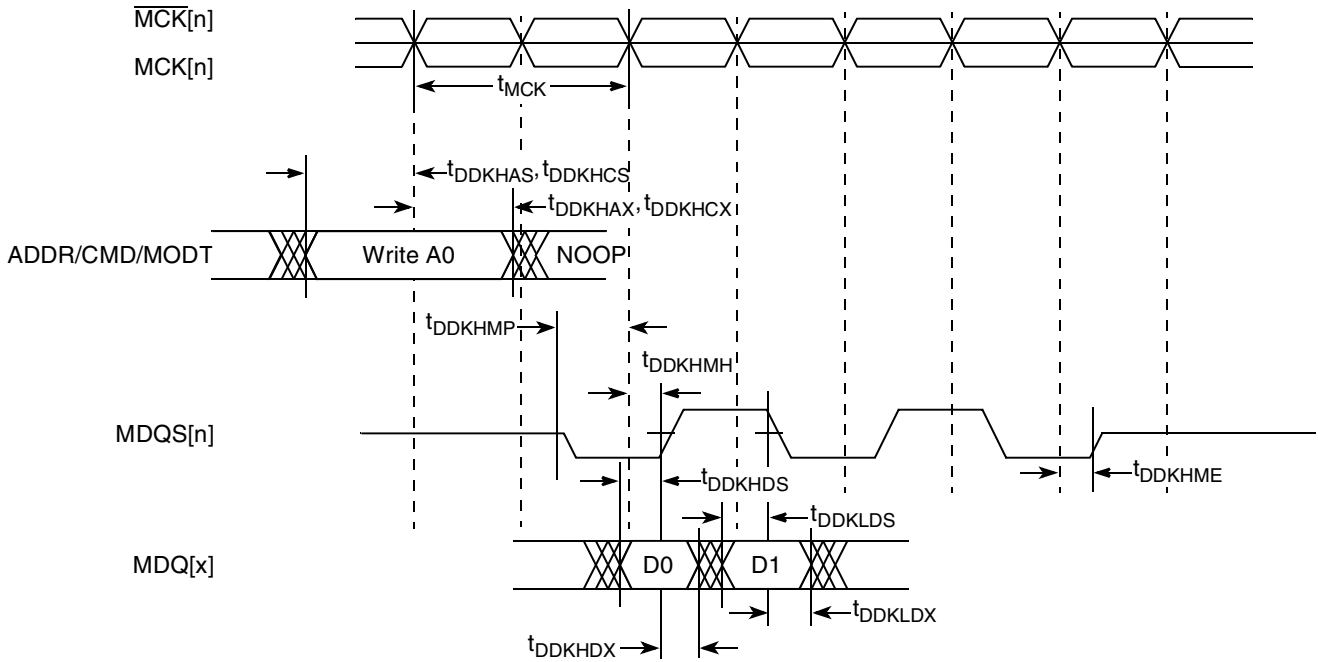 MCK[n]
MCK[n]
tMCK
tDDKHAS, tDDKHCS
tDDKHAX, tDDKHCX
ADDR/CMD/MODT
Write A0
NOOP
tDDKHMP
tDDKHMH
MDQS[n]
tDDKHME
tDDKHDS
tDDKLDS
MDQ[x]
D0
D1
tDDKLDX
tDDKHDX